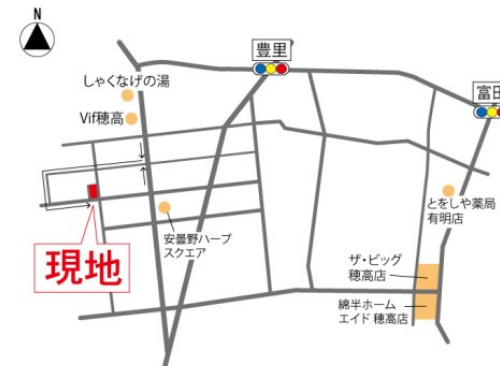 N
豊里
富田
しゃくなげの湯
Vif穂高
とをしや薬局
有明店
安曇野ハーブ
スクエア
現地
ザ・ビッグ
穂高店
綿半ホーム
エイド 穂高店